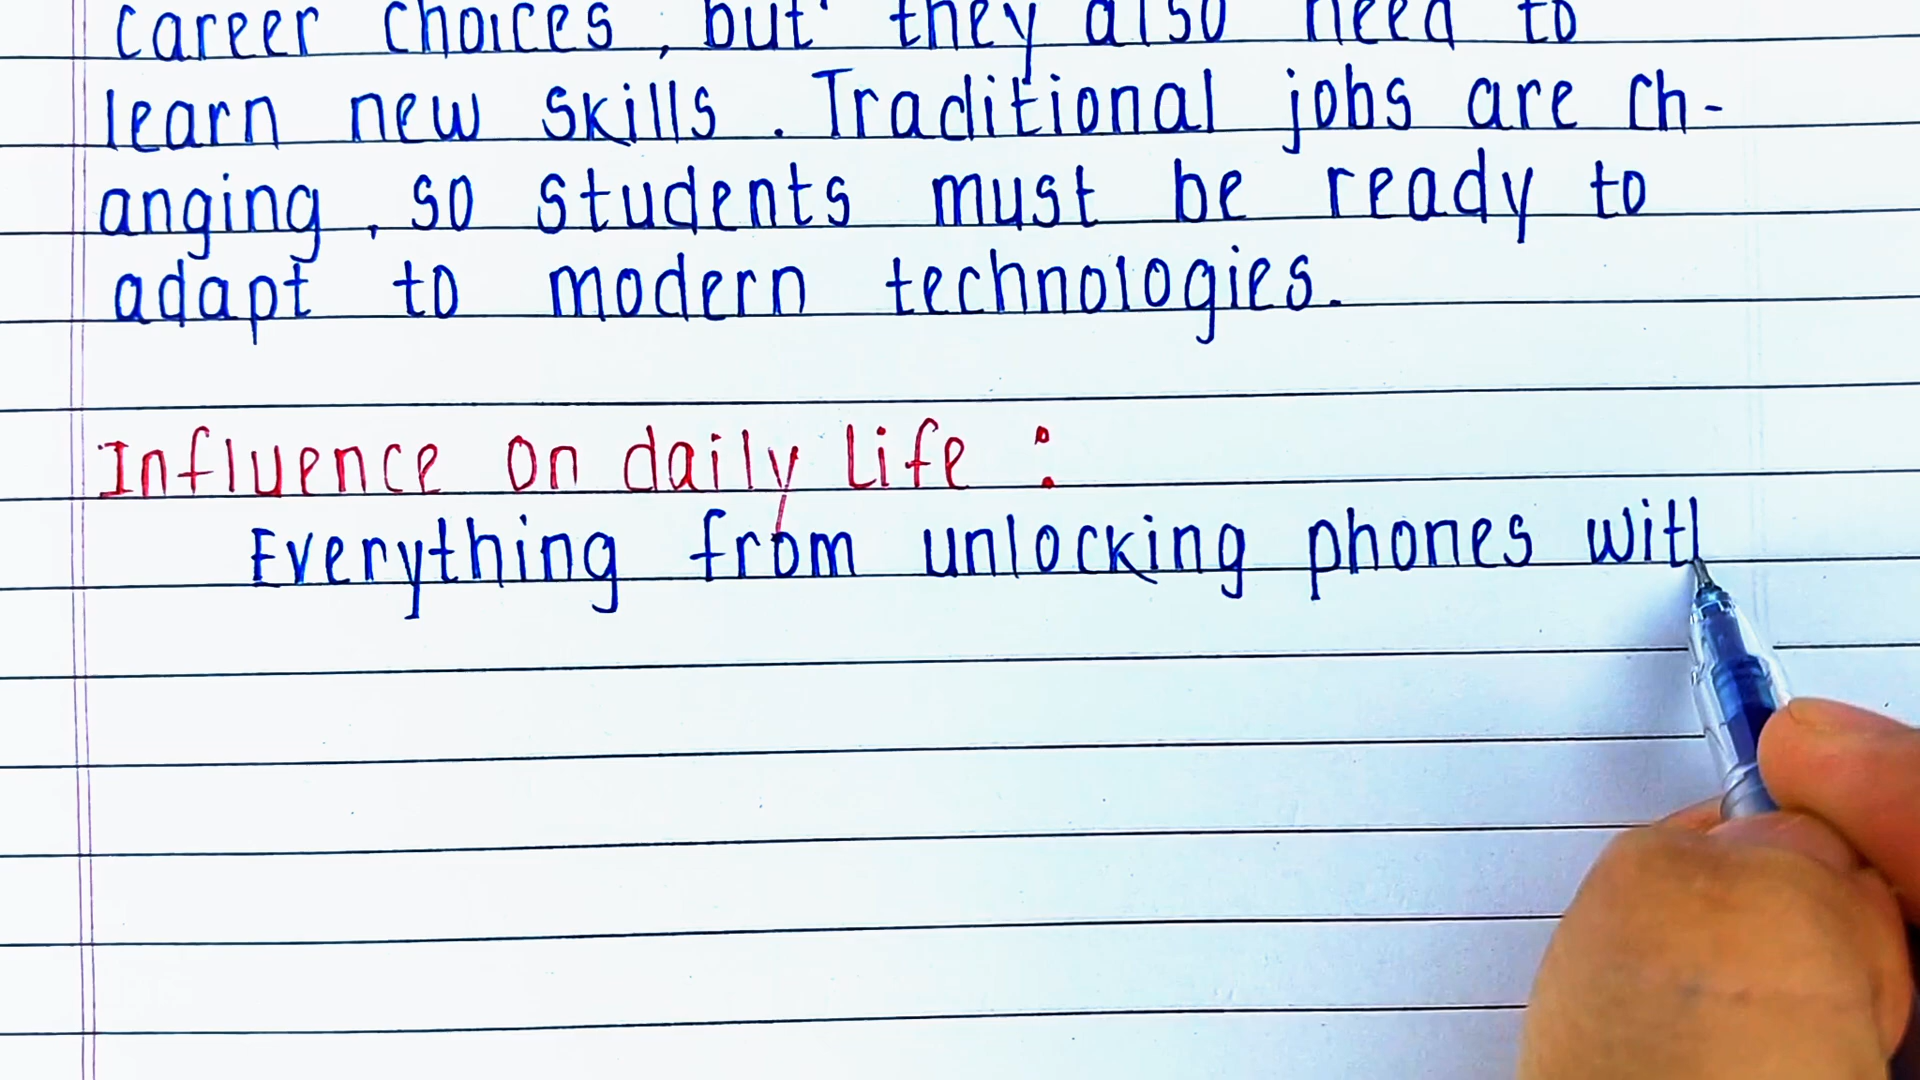 career choices, but they also need to
learn new skills. Traditional jobs are ch-
anging, so students must be ready to
adapt to modern technologies.
Influence on daily life :
Everything from unlocking phones wit